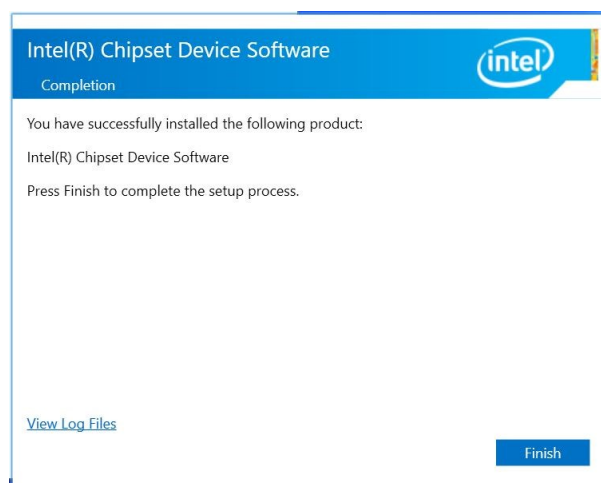 Intel(R) Chipset Device Software
intel
Completion
You have successfully installed the following product:
Intel(R) Chipset Device Software
Press Finish to complete the setup process.
View Log Files
Finish